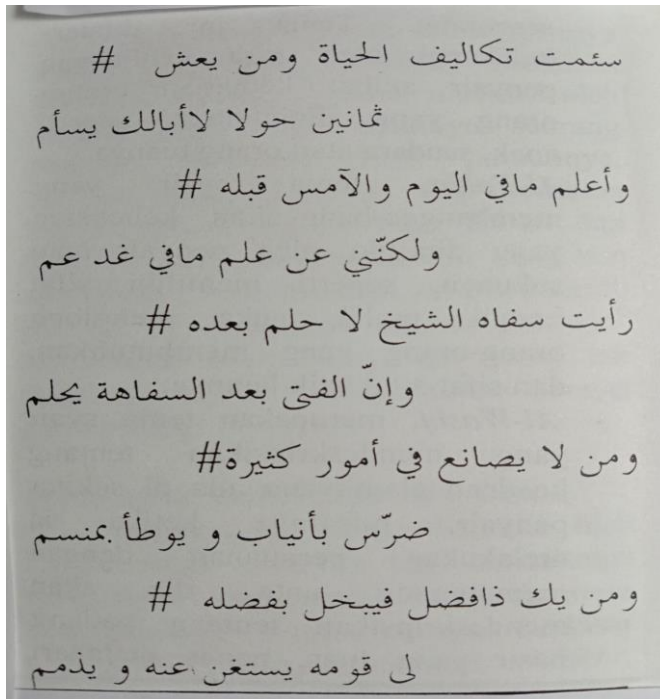 سئمت تكاليف الحياة ومن يعش #
ثمانين حولا لاأبالك يسأم
وأعلم مافي اليوم والآمس قبله #
ولكنّني عن علم مافي غد عم
رأيت سفاه الشيخ لا حلم بعده #
وإنّ الفتى بعد السفاهة يحلم
ومن لا يصانع في أمور كثيرة#
ضرّس بأنياب و يوطأ بمنسم
ومن يك ذافضل فيبخل بفضله #
لى قومه يستغن عنه و يذمم